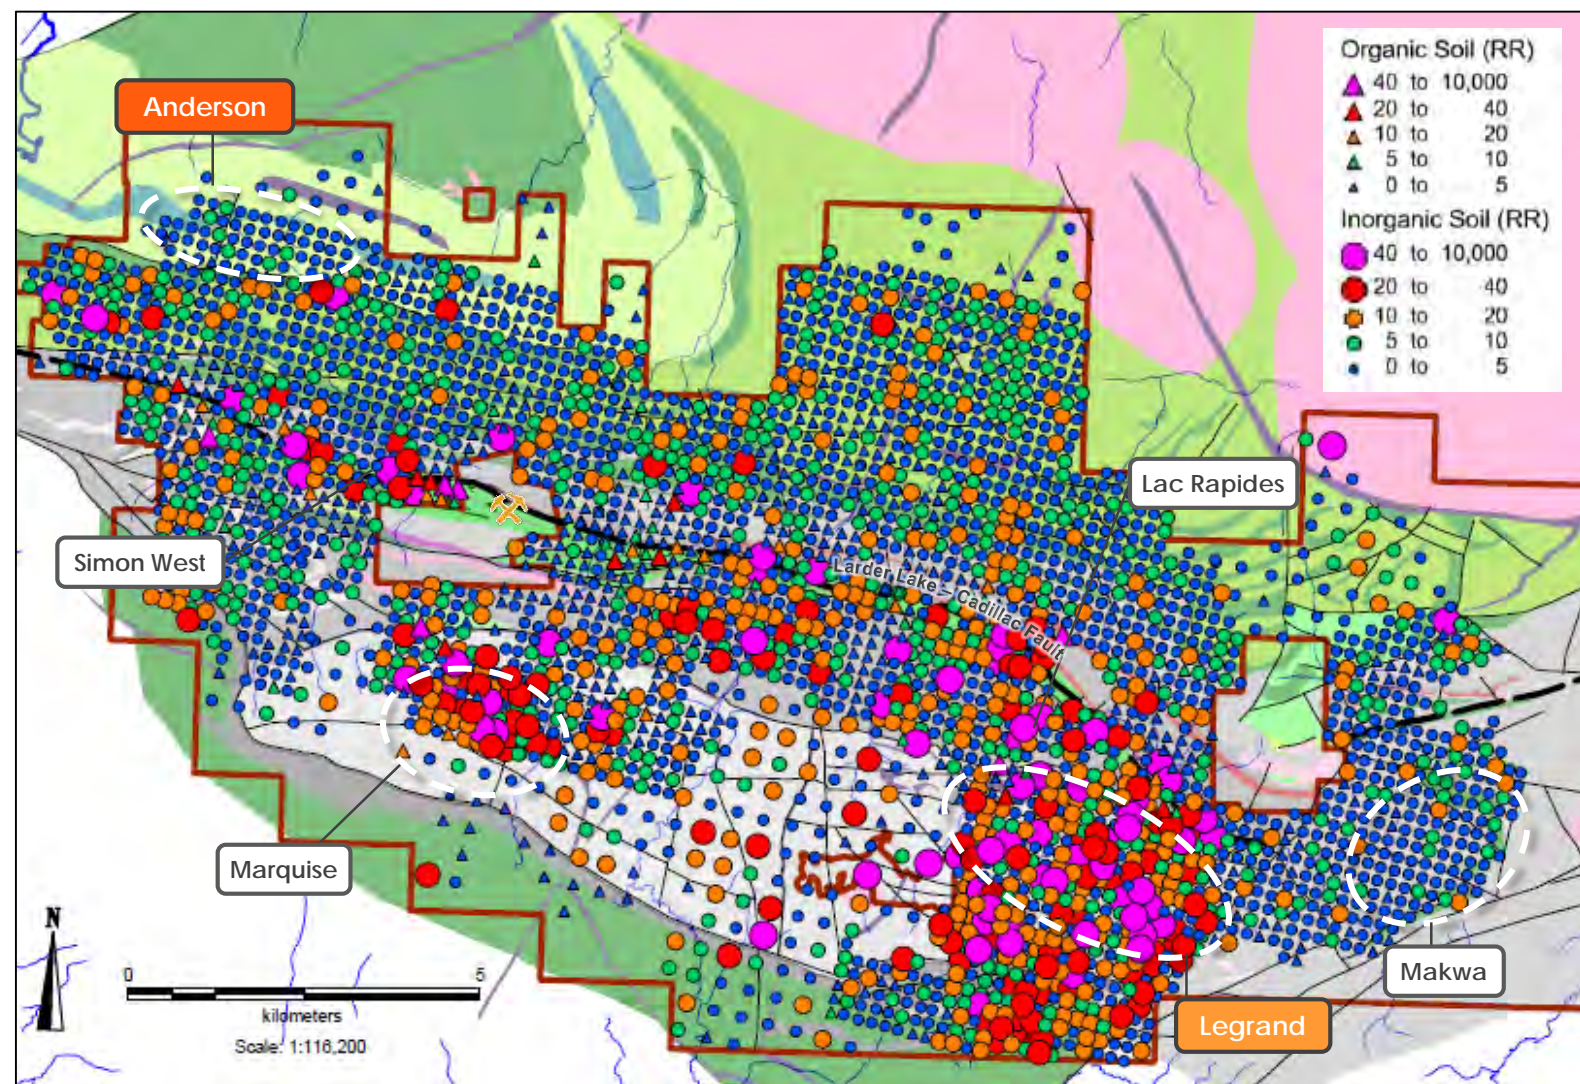 Organic Soil (RR)
40 to 10,000
20 to 40
10 to 20
5 to 10
0 to 5
Inorganic Soil (RR)
40 to 10,000
20 to 40
10 to 20
5 to 10
0 to 5
Anderson
Lac Rapides
Simon West
Larder Lake – Cadillac Fault
Marquise
Makwa
Legrand
N
0 5
kilometers
Scale: 1:116,200